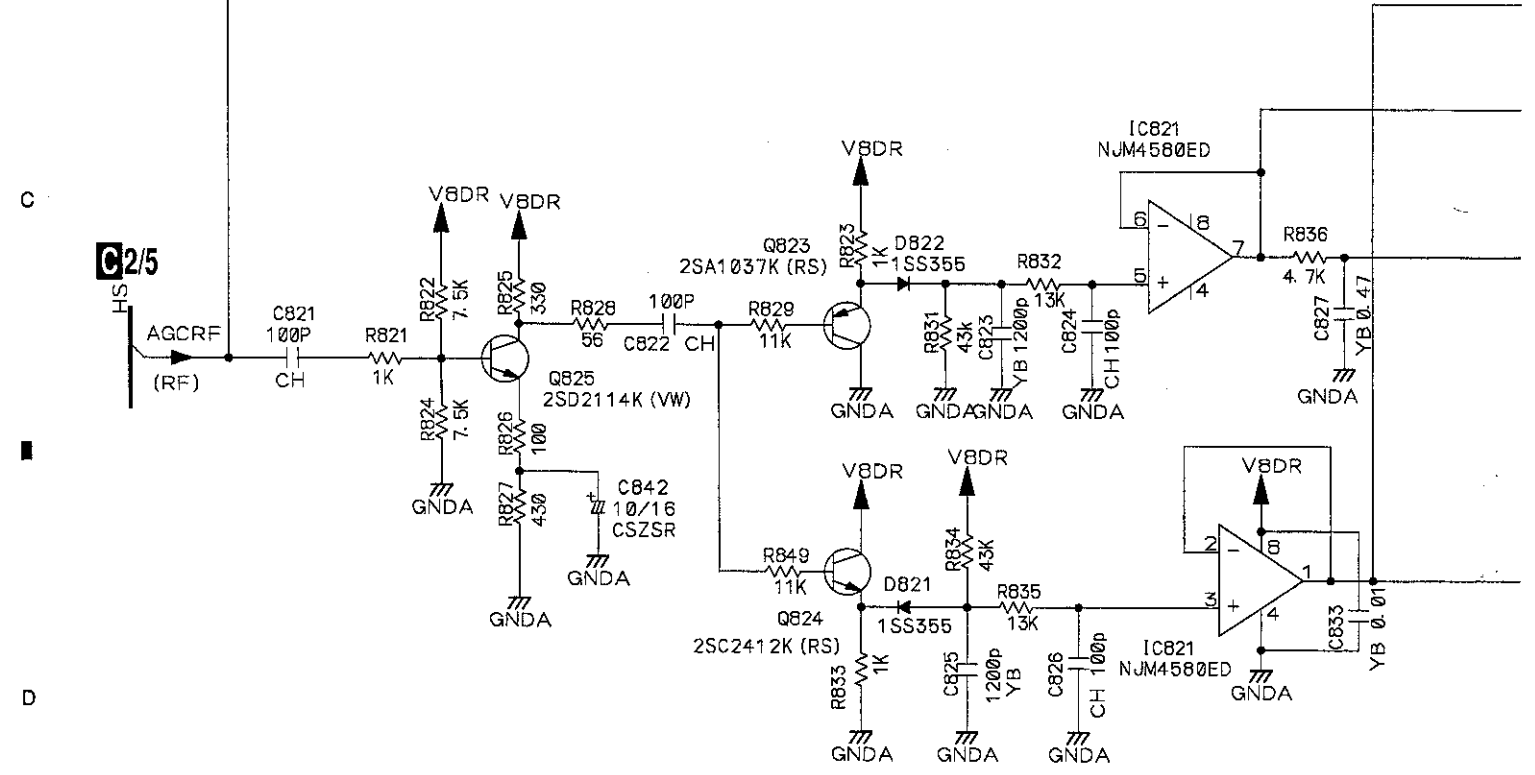 C
C 2/5
HS
AGCRF
(RF)
C821
100P
CH
R821
1K
V8DR
R822
7.5K
R824
7.5K
GNDA
V8DR
R825
330
Q825
2SD2114K (VW)
R826
100
R827
430
GNDA
C842
+
10/16
CSZSR
GNDA
R828
56
100P
C822
CH
R829
11K
Q823
2SA1037K (RS)
V8DR
R823
1K
GNDA
D822
1SS355
R831
43k
GNDA
C823
YB 1200p
GNDA
R832
13K
C824
CH 100p
GNDA
IC821
NJM4580ED
6
-
8
7
5
+
4
R836
4.7K
C827
YB 0.47
GNDA
R849
11K
V8DR
Q824
2SC2412K (RS)
R833
1K
GNDA
D821
1SS355
V8DR
R834
43K
C825
1200p
YB
GNDA
R835
13K
C826
CH 100p
GNDA
V8DR
2
-
8
1
3
+
4
IC821
NJM4580ED
GNDA
C833
YB 0.01
D